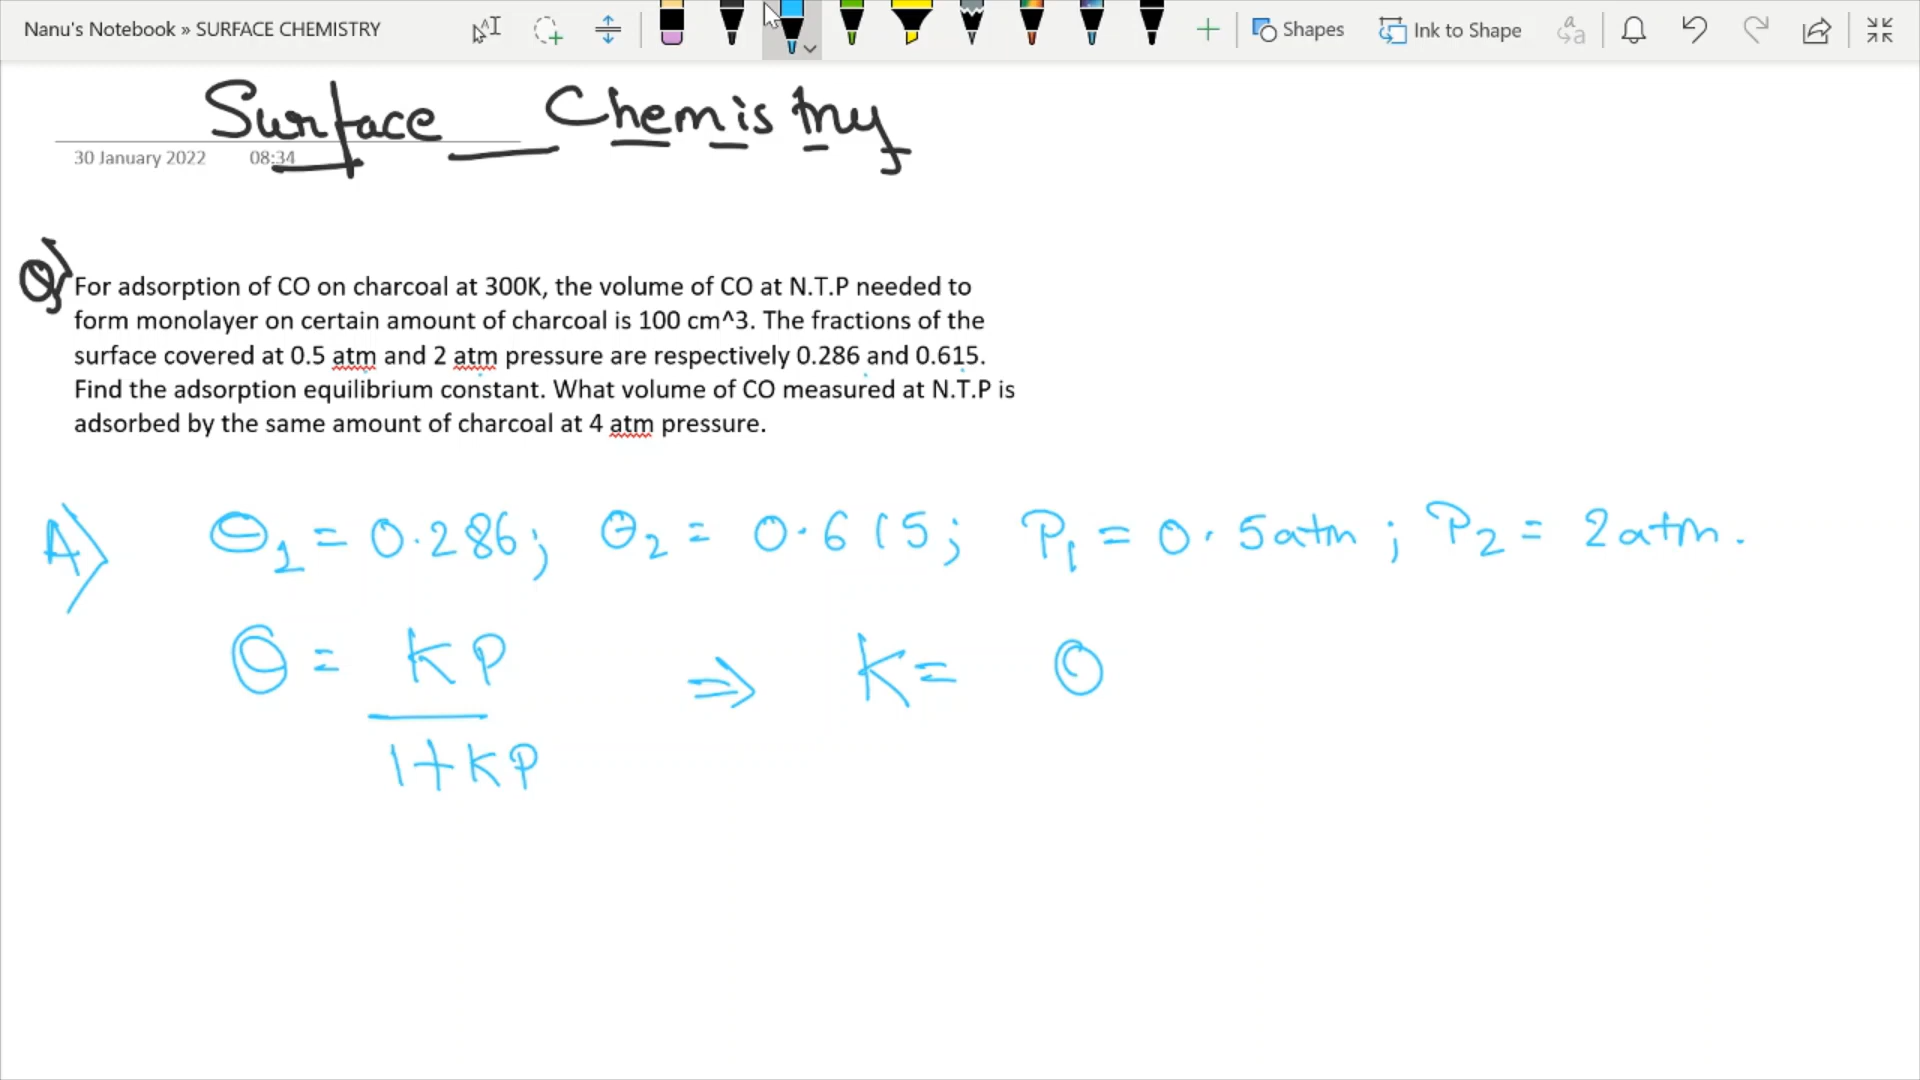 Nanu's Notebook » SURFACE CHEMISTRY
Shapes
Ink to Shape
Surface Chemistry
30 January 2022 08:34
Q)
For adsorption of CO on charcoal at 300K, the volume of CO at N.T.P needed to
form monolayer on certain amount of charcoal is 100 cm^3. The fractions of the
surface covered at 0.5 atm and 2 atm pressure are respectively 0.286 and 0.615.
Find the adsorption equilibrium constant. What volume of CO measured at N.T.P is
adsorbed by the same amount of charcoal at 4 atm pressure.
A) Θ1 = 0.286; Θ2 = 0.615; P1 = 0.5atm; P2 = 2atm.
Θ = KP ⇒ K = Θ
1+KP